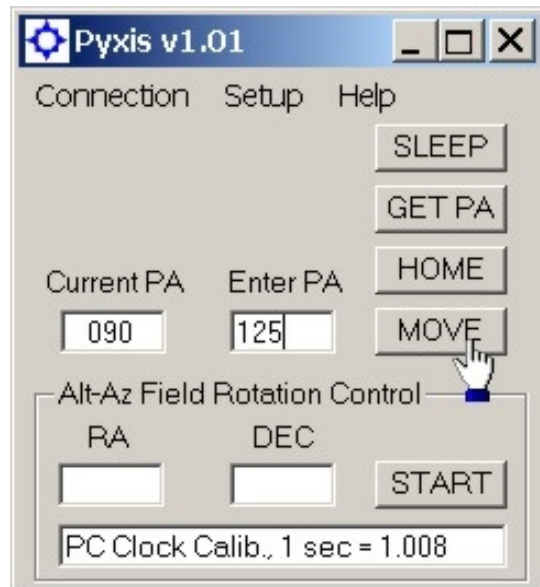 Pyxis v1.01
Connection Setup Help
SLEEP
GET PA
HOME
Current PA Enter PA
090 125 MOVE
Alt-Az Field Rotation Control
RA DEC
START
PC Clock Calib., 1 sec = 1.008